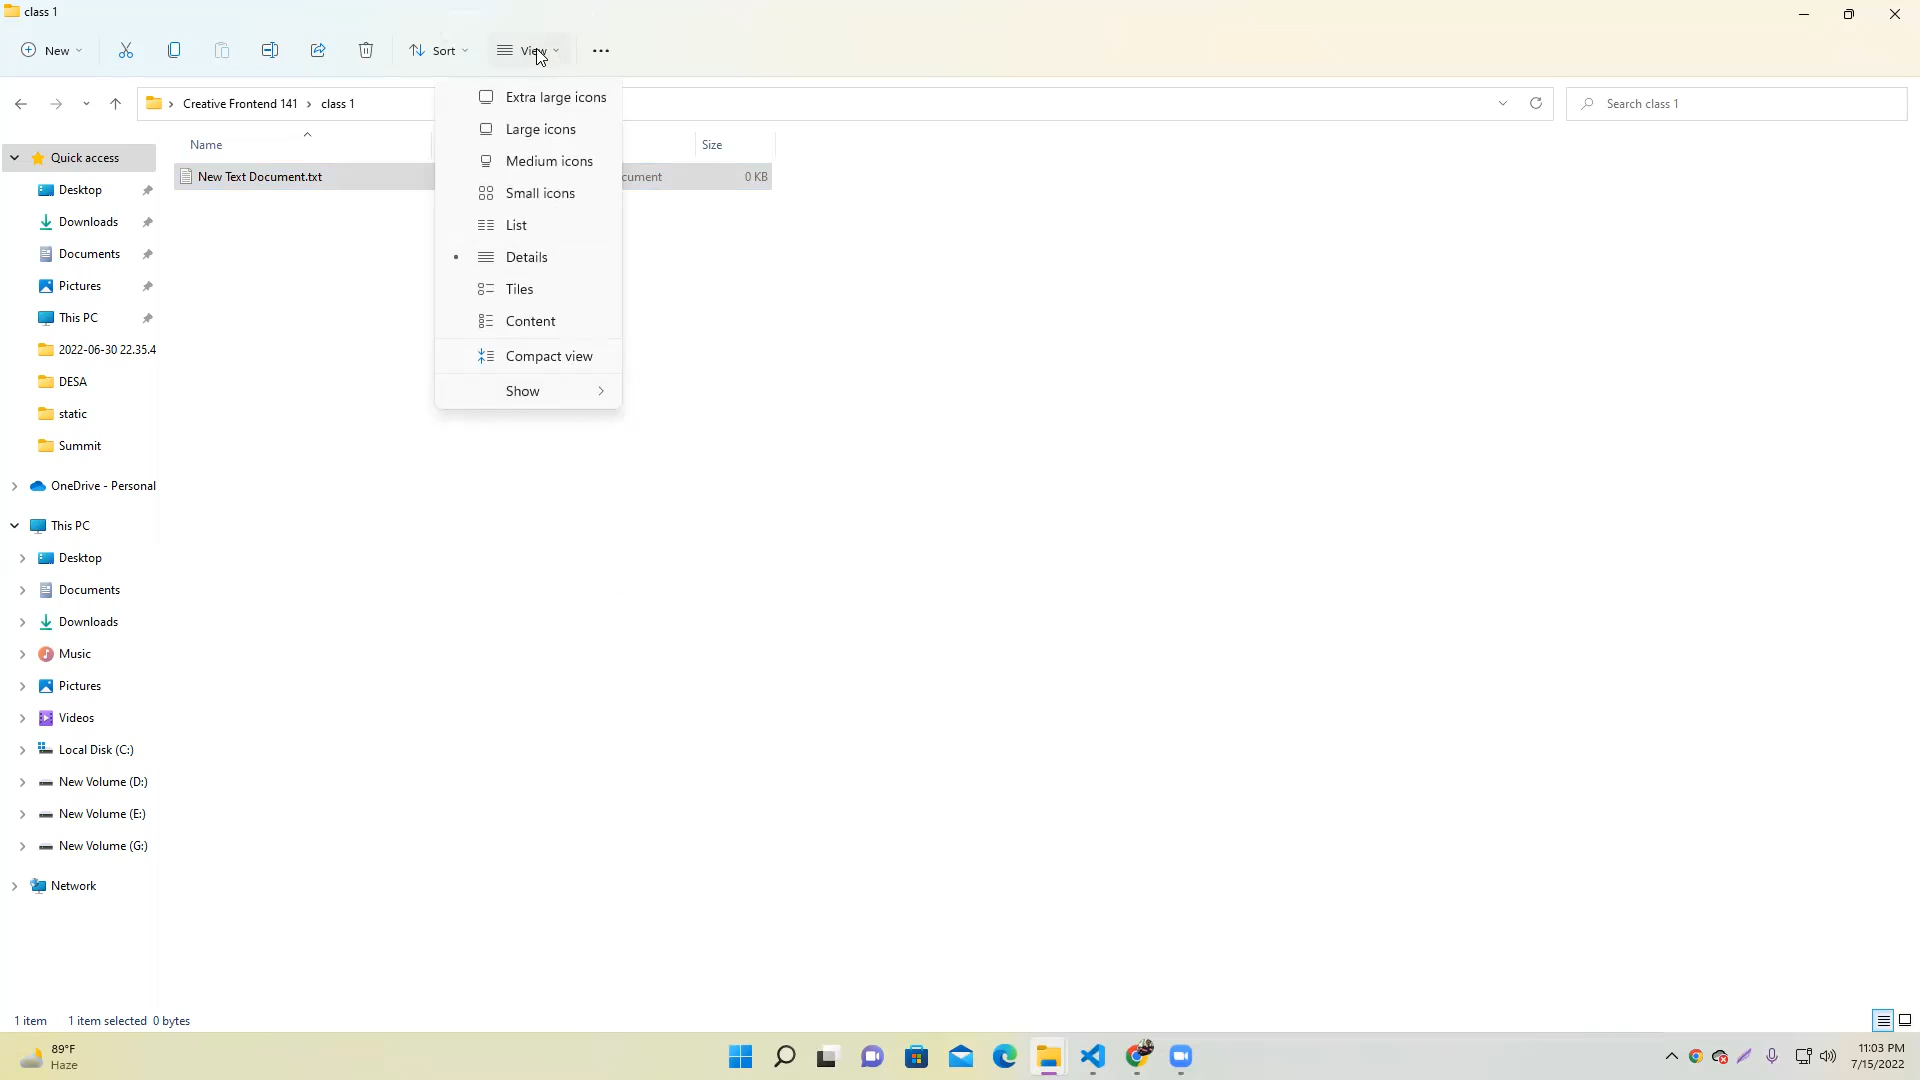 class 1
New
Sort
View
Creative Frontend 141
class 1
Search class 1
Extra large icons
Large icons
Medium icons
Small icons
List
Details
Tiles
Content
Compact view
Show
Name
Size
New Text Document.txt
cument
0 KB
Quick access
Desktop
Downloads
Documents
Pictures
This PC
2022-06-30 22.35.4
DESA
static
Summit
OneDrive - Personal
This PC
Desktop
Documents
Downloads
Music
Pictures
Videos
Local Disk (C:)
New Volume (D:)
New Volume (E:)
New Volume (G:)
Network
1 item 1 item selected 0 bytes
89°F
Haze
11:03 PM
7/15/2022